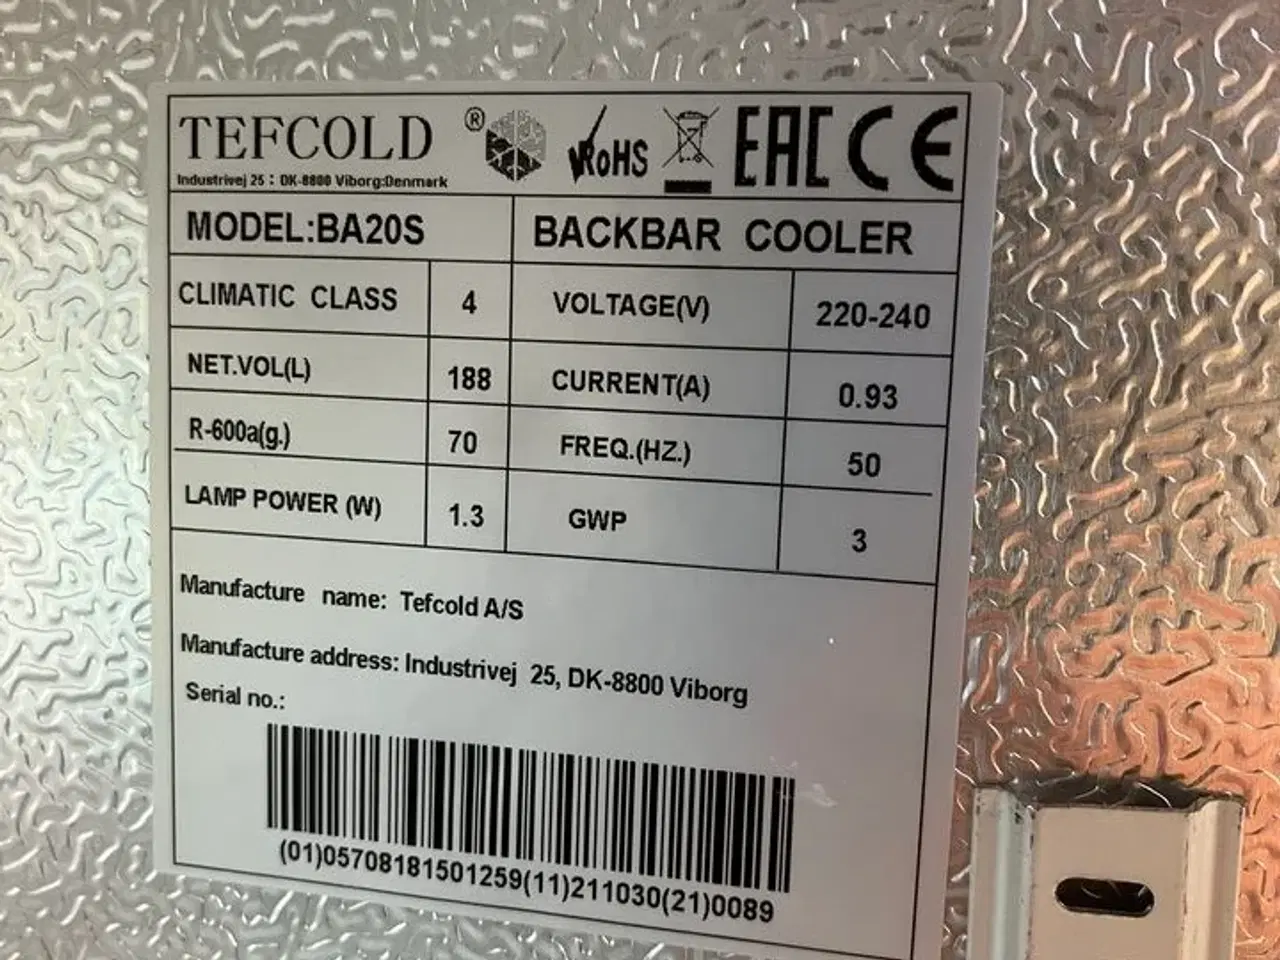 TEFCOLD ® RoHS EAC CE
Industrivej 25 : DK-8800 Viborg:Denmark
MODEL:BA20S BACKBAR COOLER
CLIMATIC CLASS 4 VOLTAGE(V) 220-240
NET.VOL(L) 188 CURRENT(A) 0.93
R-600a(g.) 70 FREQ.(HZ.) 50
LAMP POWER (W) 1.3 GWP 3
Manufacture name: Tefcold A/S
Manufacture address: Industrivej 25, DK-8800 Viborg
Serial no.:
(01)05708181501259(11)211030(21)0089